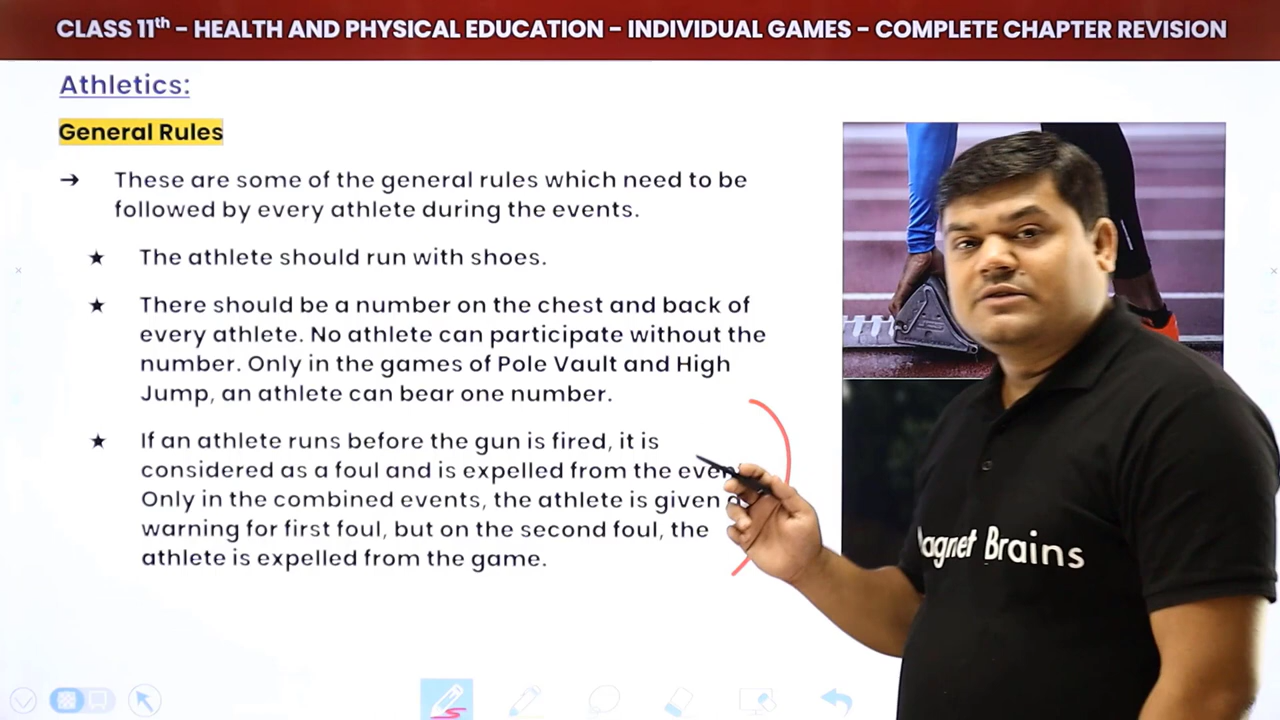 CLASS 11th – HEALTH AND PHYSICAL EDUCATION – INDIVIDUAL GAMES – COMPLETE CHAPTER REVISION
Athletics:
General Rules
➔ These are some of the general rules which need to be
followed by every athlete during the events.
★ The athlete should run with shoes.
★ There should be a number on the chest and back of
every athlete. No athlete can participate without the
number. Only in the games of Pole Vault and High
Jump, an athlete can bear one number.
★ If an athlete runs before the gun is fired, it is
considered as a foul and is expelled from the
Only in the combined events, the athlete is given
warning for first foul, but on the second foul, the
athlete is expelled from the game.
Brains